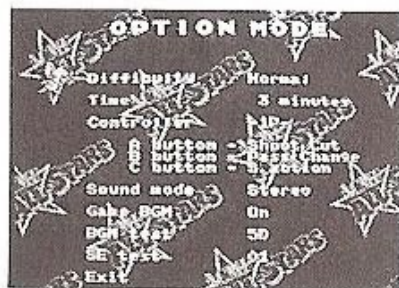 OPTION MODE
Difficulty Normal
Time 3 minutes
Controller 1P
A button - Shoot,Cut
B button - Pass,Change
C button -
Sound mode Stereo
Game BGM On
BGM test 5D
SE test 01
Exit